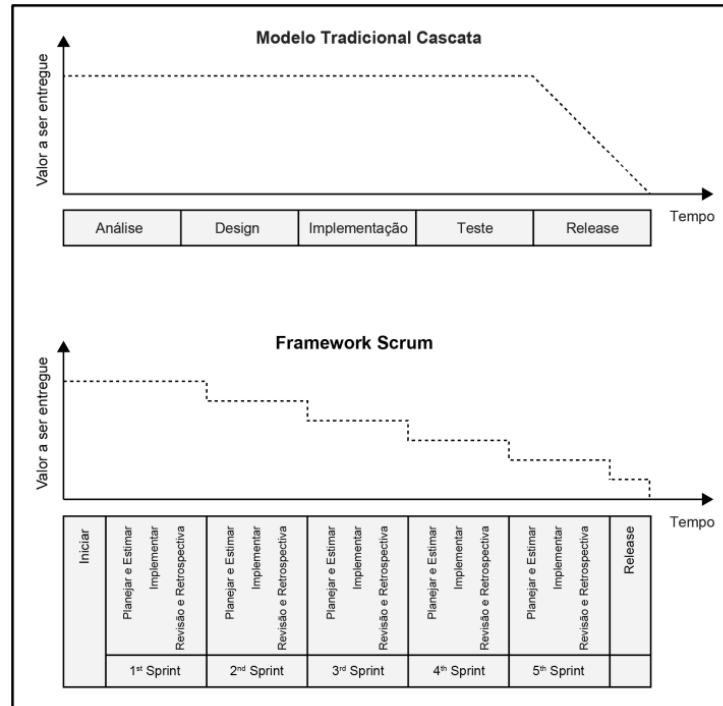 Modelo Tradicional Cascata
Valor a ser entregue
Tempo
Análise Design Implementação Teste Release
Framework Scrum
Valor a ser entregue
Tempo
Iniciar
Planejar e Estimar
Implementar
Revisão e Retrospectiva
Planejar e Estimar
Implementar
Revisão e Retrospectiva
Planejar e Estimar
Implementar
Revisão e Retrospectiva
Planejar e Estimar
Implementar
Revisão e Retrospectiva
Planejar e Estimar
Implementar
Revisão e Retrospectiva
Release
1st Sprint 2nd Sprint 3rd Sprint 4th Sprint 5th Sprint